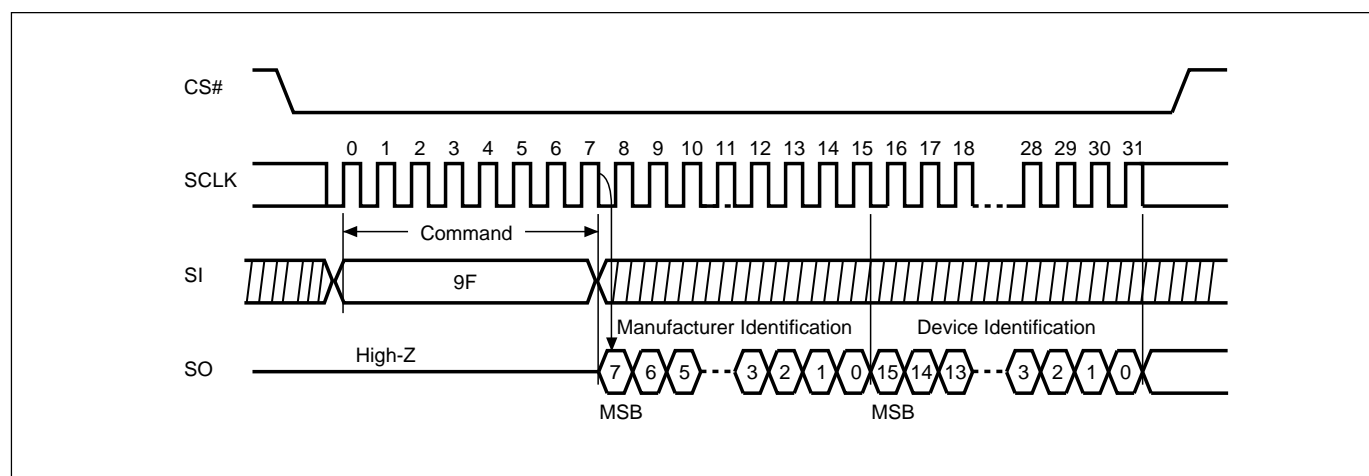 CS#
0 1 2 3 4 5 6 7 8 9 10 11 12 13 14 15 16 17 18 28 29 30 31
SCLK
Command
SI
9F
Manufacturer Identification Device Identification
High-Z
SO
7 6 5 3 2 1 0 15 14 13 3 2 1 0
MSB MSB